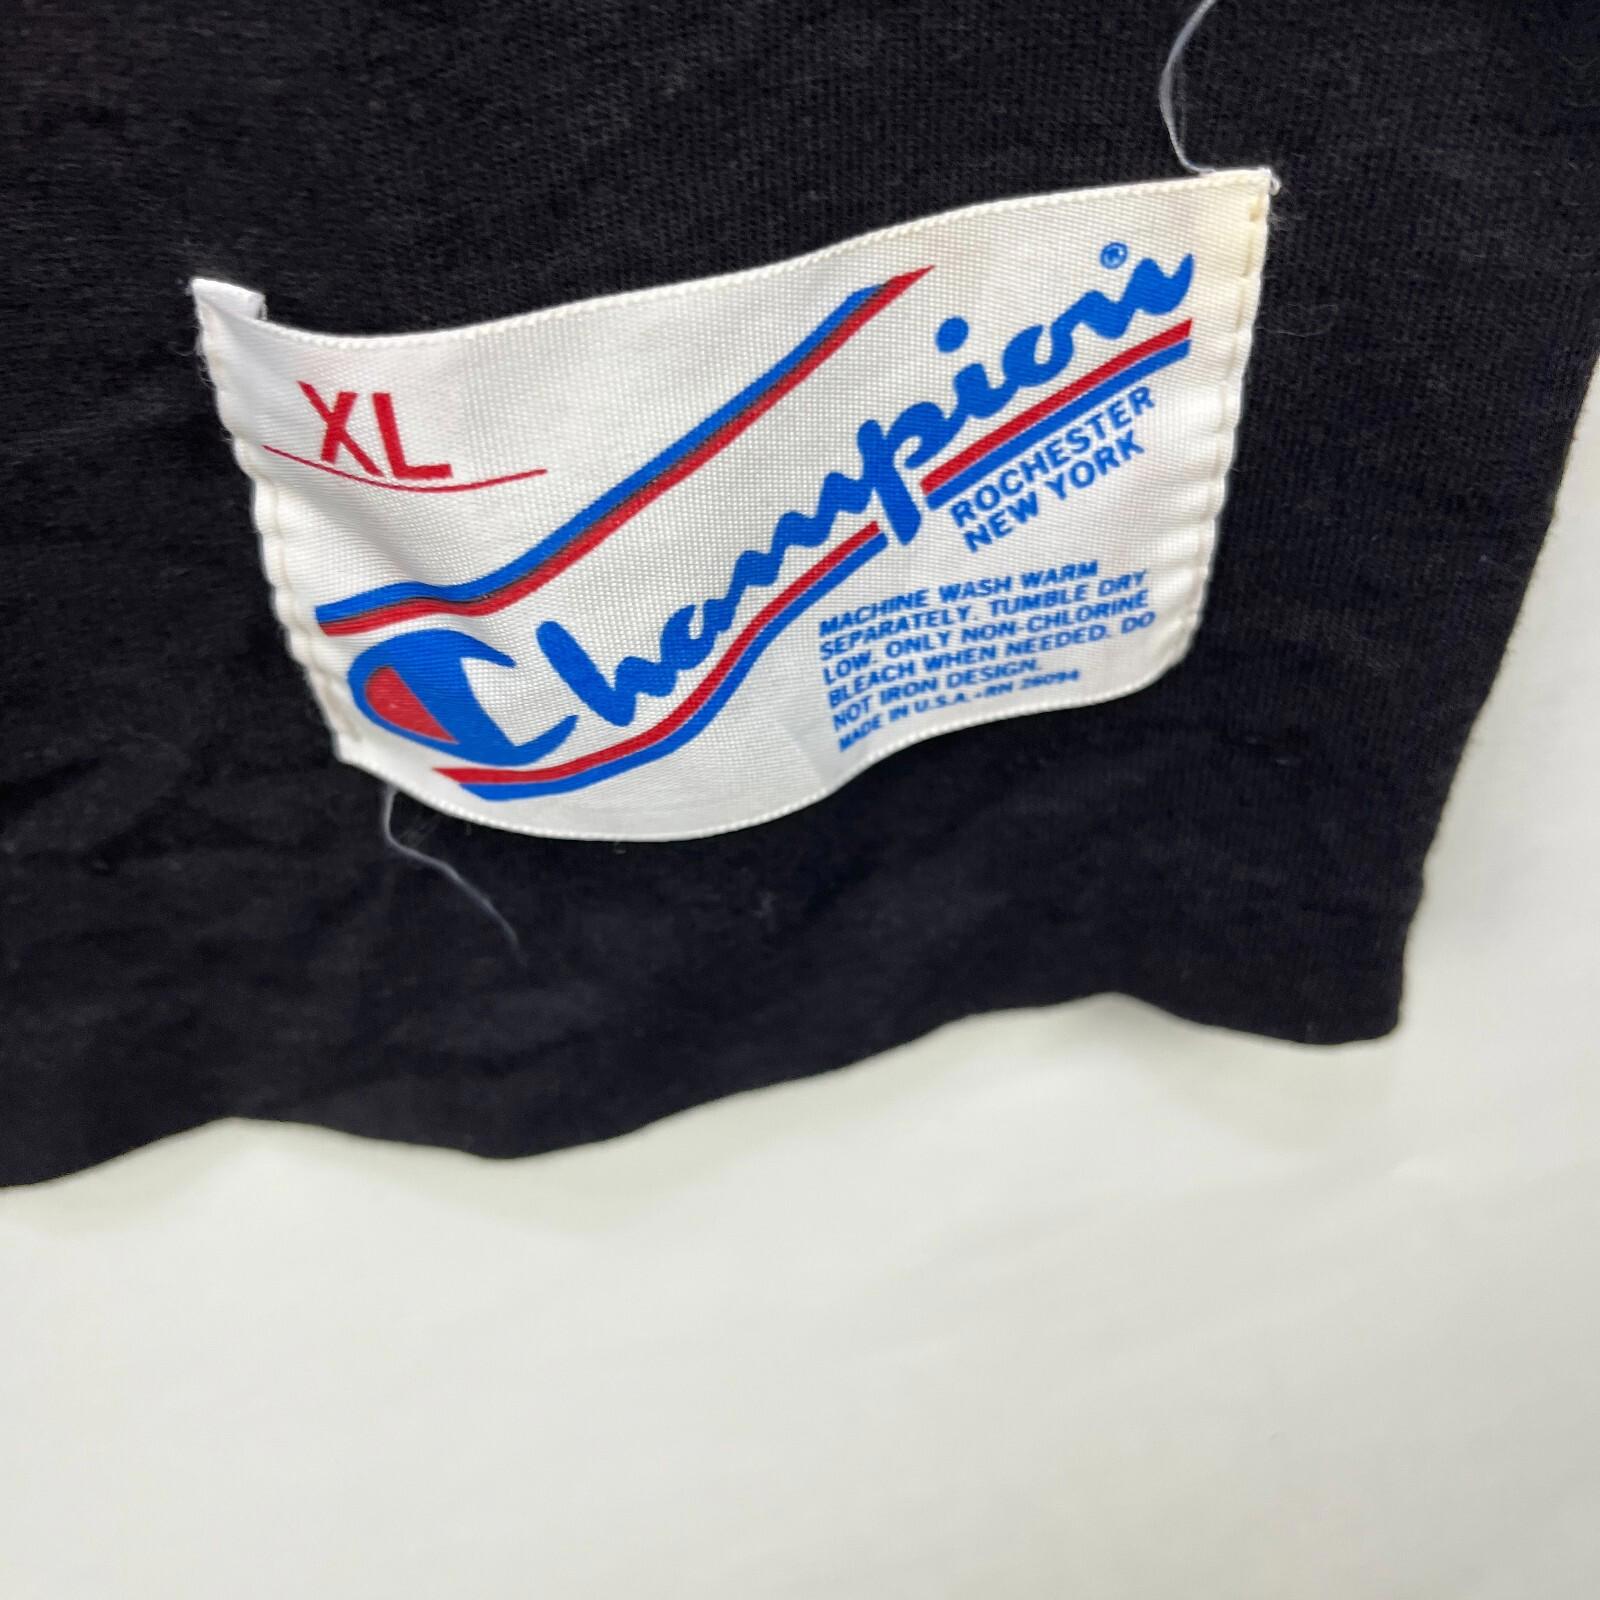 XL
Champion®
ROCHESTER
NEW YORK
MACHINE WASH WARM
SEPARATELY. TUMBLE DRY
LOW. ONLY NON-CHLORINE
BLEACH WHEN NEEDED. DO
NOT IRON DESIGN.
MADE IN U.S.A. - RN 26094